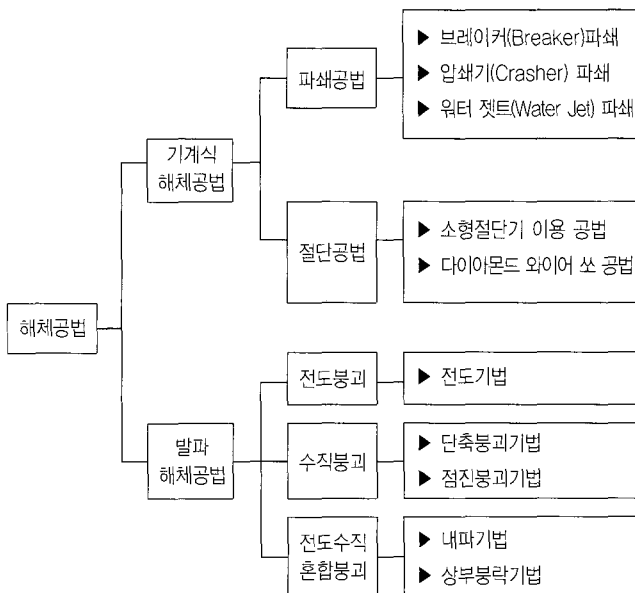 ▶ 브레이커(Breaker)파쇄
▶ 압쇄기(Crasher) 파쇄
▶ 워터 젯트(Water Jet) 파쇄
파쇄공법
기계식
해체공법
▶ 소형절단기 이용 공법
▶ 다이아몬드 와이어 쏘 공법
절단공법
해체공법
전도붕괴
▶ 전도기법
발파
해체공법
수직붕괴
▶ 단축붕괴기법
▶ 점진붕괴기법
전도수직
혼합붕괴
▶ 내파기법
▶ 상부붕락기법